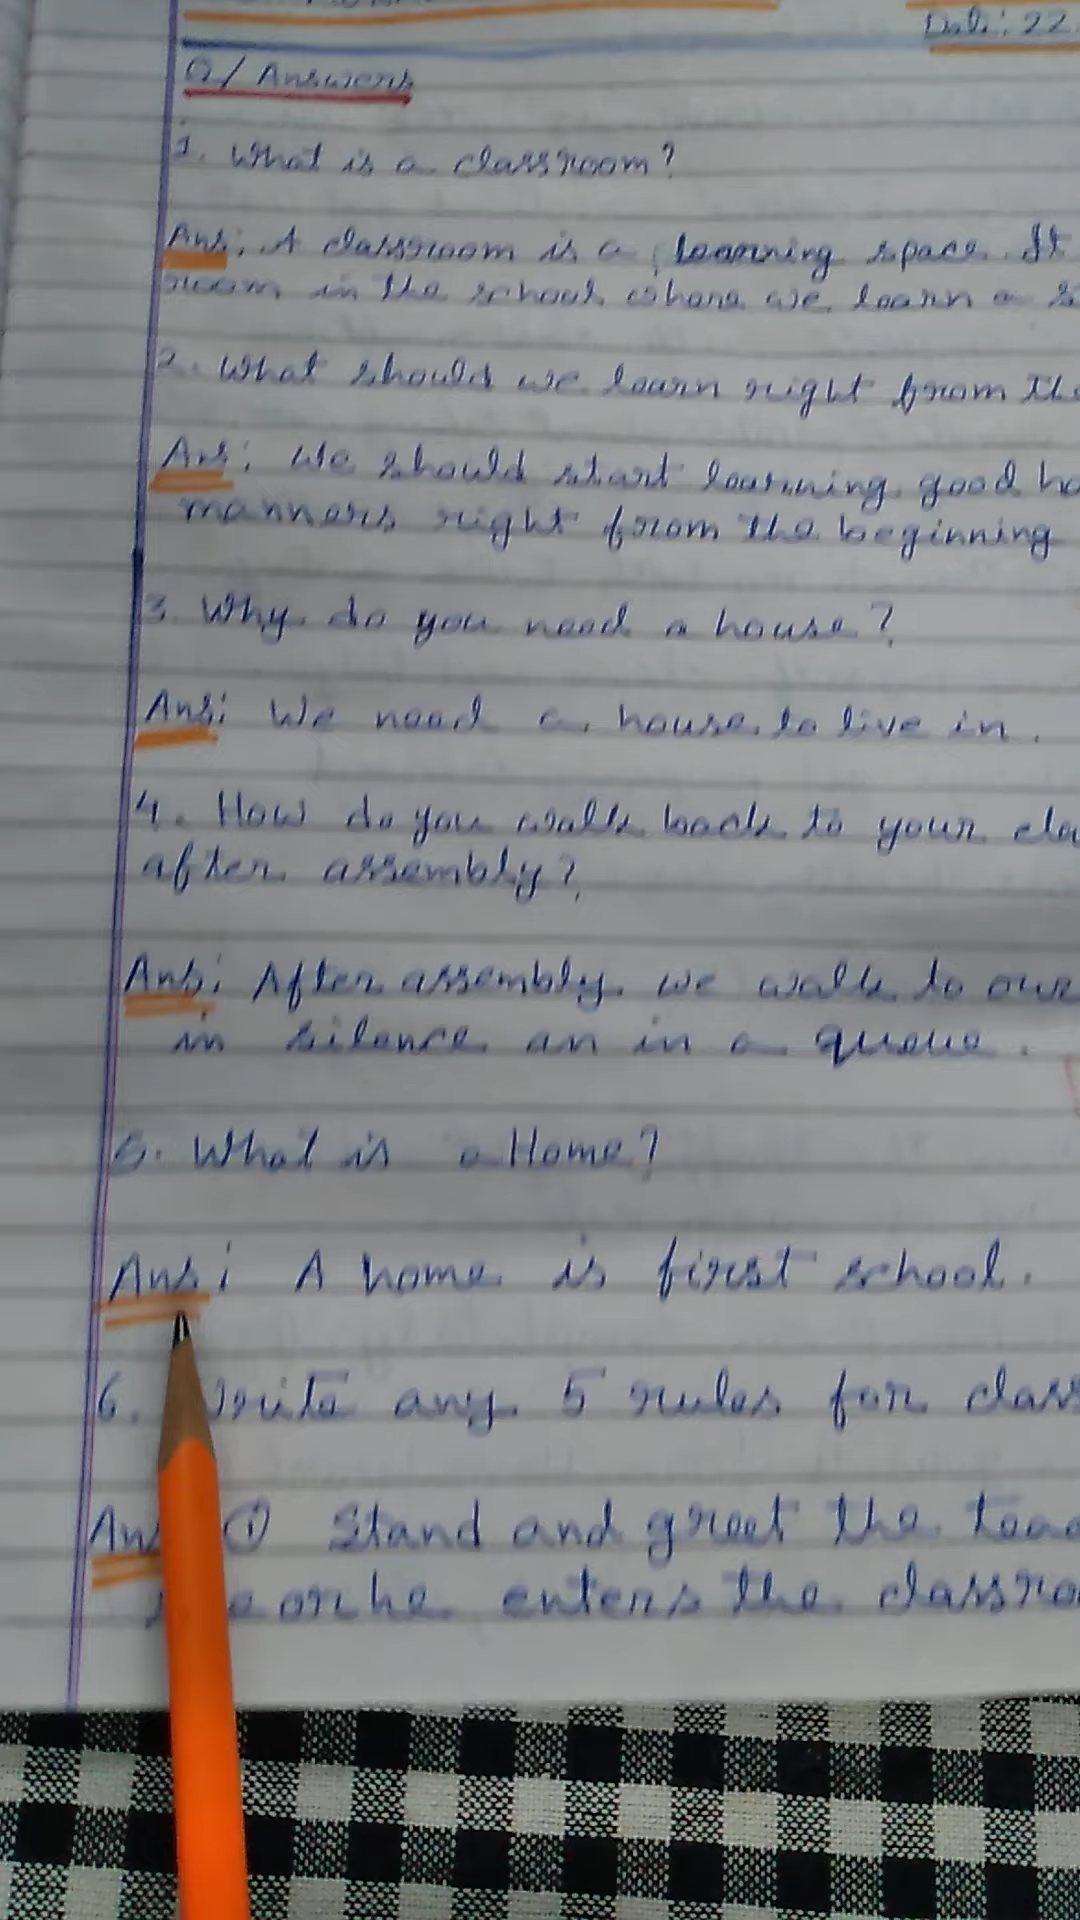 Date: 22.
Q/Answers
1. What is a classroom?
Ans: A classroom is a learning space. It
room in the school where we learn a
2. What should we learn right from the
Ans: We should start learning good
manners right from the beginning
3. Why do you need a house?
Ans: We need a house to live in.
4. How do you walk back to your cla
after assembly?
Ans: After assembly we walk to our
in silence an in a queue.
5. What is a Home?
Ans: A home is first school.
6. Write any 5 rules for class
Ans ① Stand and greet the teac
or he enters the classro